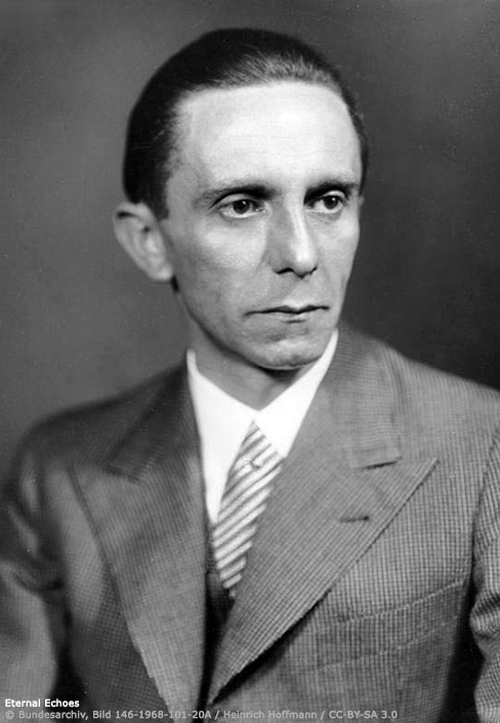 Eternal Echoes
© Bundesarchiv, Bild 146-1968-101-20A / Heinrich Hoffmann / CC-BY-SA 3.0